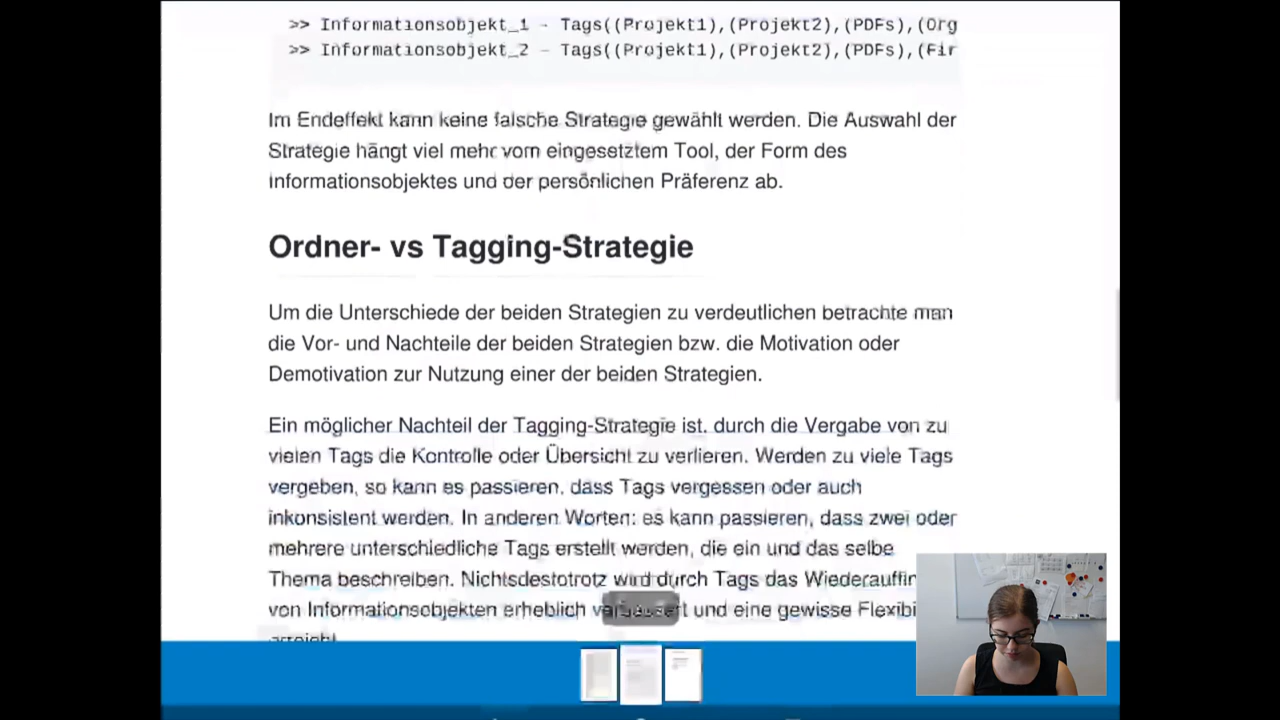 >> Informationsobjekt_1 - Tags((Projekt1),(Projekt2),(PDFs),(Org
>> Informationsobjekt_2 - Tags((Projekt1),(Projekt2),(PDFs),(Fir
Im Endeffekt kann keine falsche Strategie gewählt werden. Die Auswahl der
Strategie hängt viel mehr vom eingesetztem Tool, der Form des
Informationsobjektes und der persönlichen Präferenz ab.
Ordner- vs Tagging-Strategie
Um die Unterschiede der beiden Strategien zu verdeutlichen betrachte man
die Vor- und Nachteile der beiden Strategien bzw. die Motivation oder
Demotivation zur Nutzung einer der beiden Strategien.
Ein möglicher Nachteil der Tagging-Strategie ist, durch die Vergabe von zu
vielen Tags die Kontrolle oder Übersicht zu verlieren. Werden zu viele Tags
vergeben, so kann es passieren, dass Tags vergessen oder auch
inkonsistent werden. In anderen Worten: es kann passieren, dass zwei oder
mehrere unterschiedliche Tags erstellt werden, die ein und das selbe
Thema beschreiben. Nichtsdestotrotz wird durch Tags das Wiederauffin
von Informationsobjekten erheblich und eine gewisse Flexibi